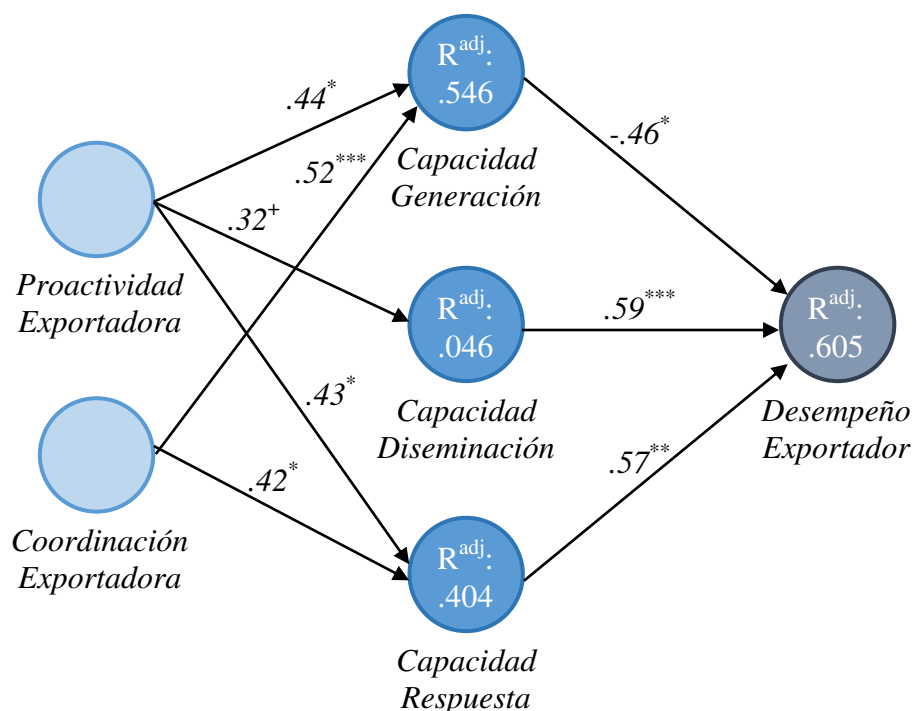 R^adj:
.546
.44*
-.46*
Capacidad
Generación
.52***
.32+
Proactividad
Exportadora
R^adj:
.046
.59***
R^adj:
.605
.43*
Capacidad
Diseminación
Desempeño
Exportador
.42*
.57**
Coordinación
Exportadora
R^adj:
.404
Capacidad
Respuesta